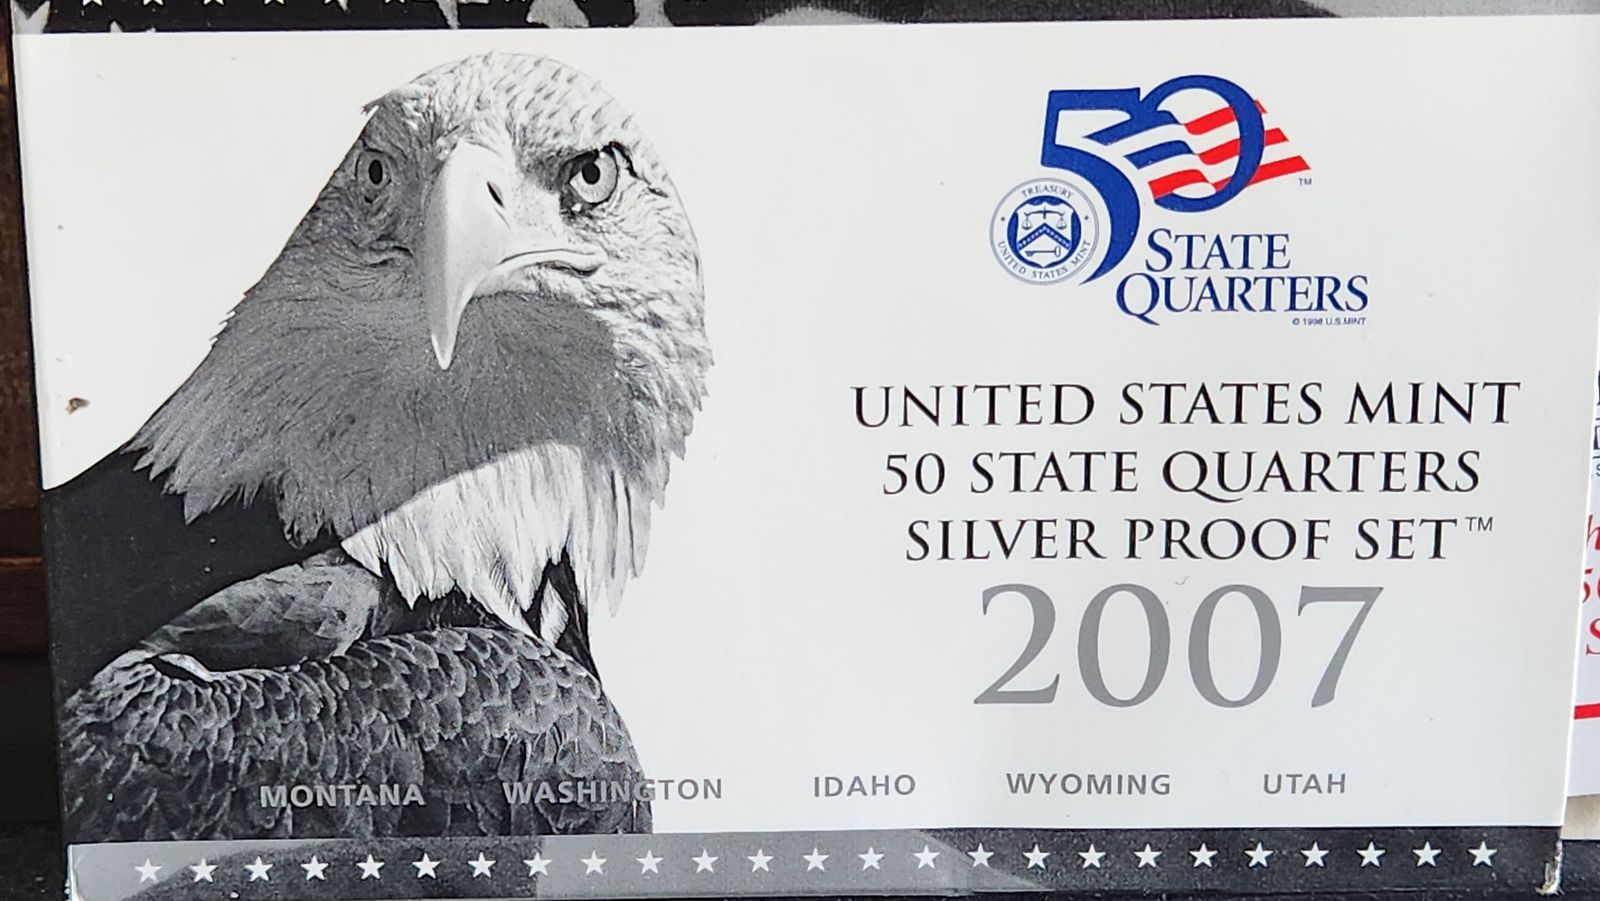 50
TM
TREASURY
UNITED STATES MINT
STATE
QUARTERS
© 1998 U.S. MINT
UNITED STATES MINT
50 STATE QUARTERS
SILVER PROOF SET™
2007
MONTANA WASHINGTON IDAHO WYOMING UTAH